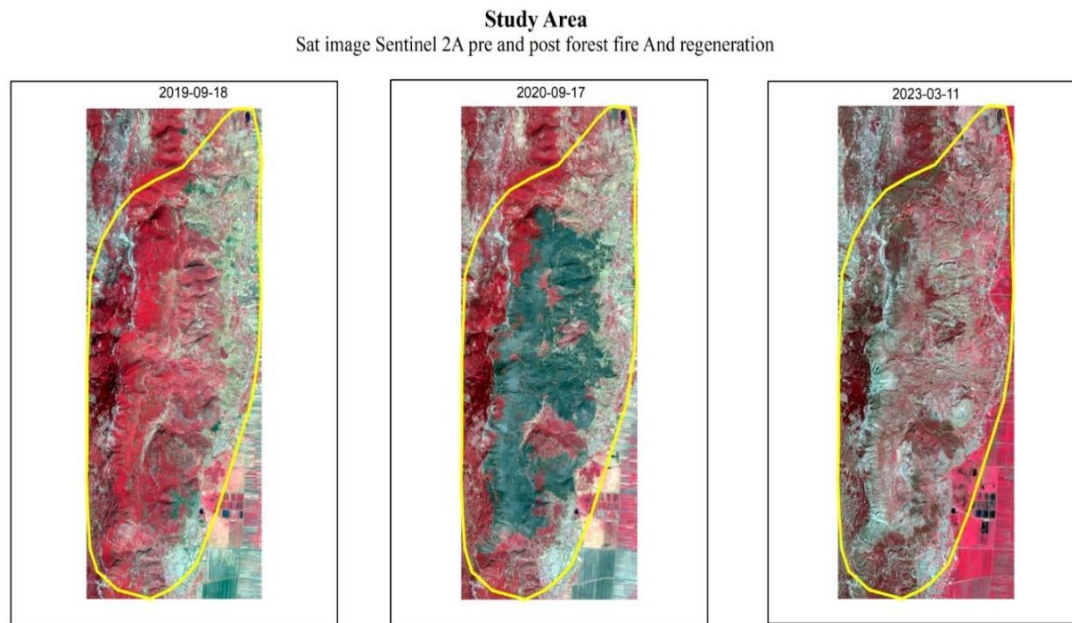 Study Area
Sat image Sentinel 2A pre and post forest fire And regeneration
2019-09-18
2020-09-17
2023-03-11